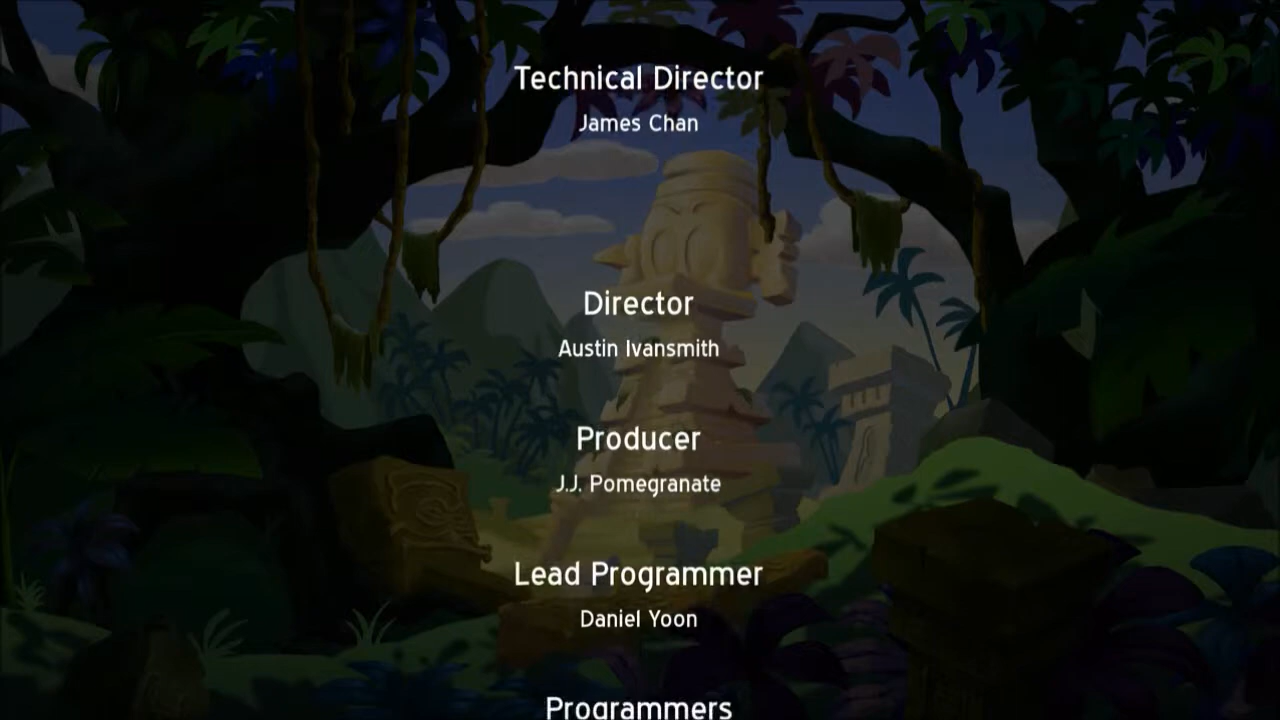 Technical Director
James Chan
Director
Austin Ivansmith
Producer
J.J. Pomegranate
Lead Programmer
Daniel Yoon
Programmers